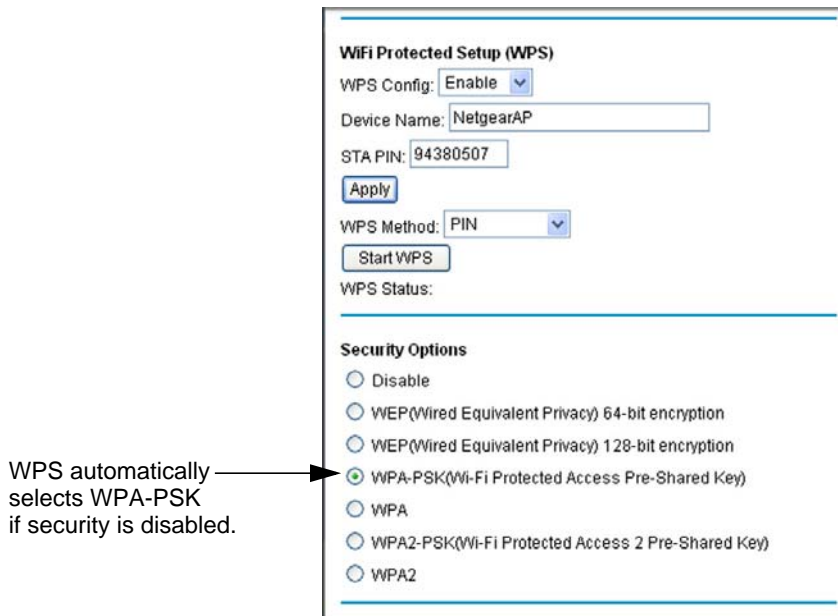 WiFi Protected Setup (WPS)
WPS Config: Enable
Device Name: NetgearAP
STA PIN: 94380507
Apply
WPS Method: PIN
Start WPS
WPS Status:
Security Options
Disable
WEP(Wired Equivalent Privacy) 64-bit encryption
WEP(Wired Equivalent Privacy) 128-bit encryption
WPA-PSK(Wi-Fi Protected Access Pre-Shared Key)
WPA
WPA2-PSK(Wi-Fi Protected Access 2 Pre-Shared Key)
WPA2
WPS automatically
selects WPA-PSK
if security is disabled.